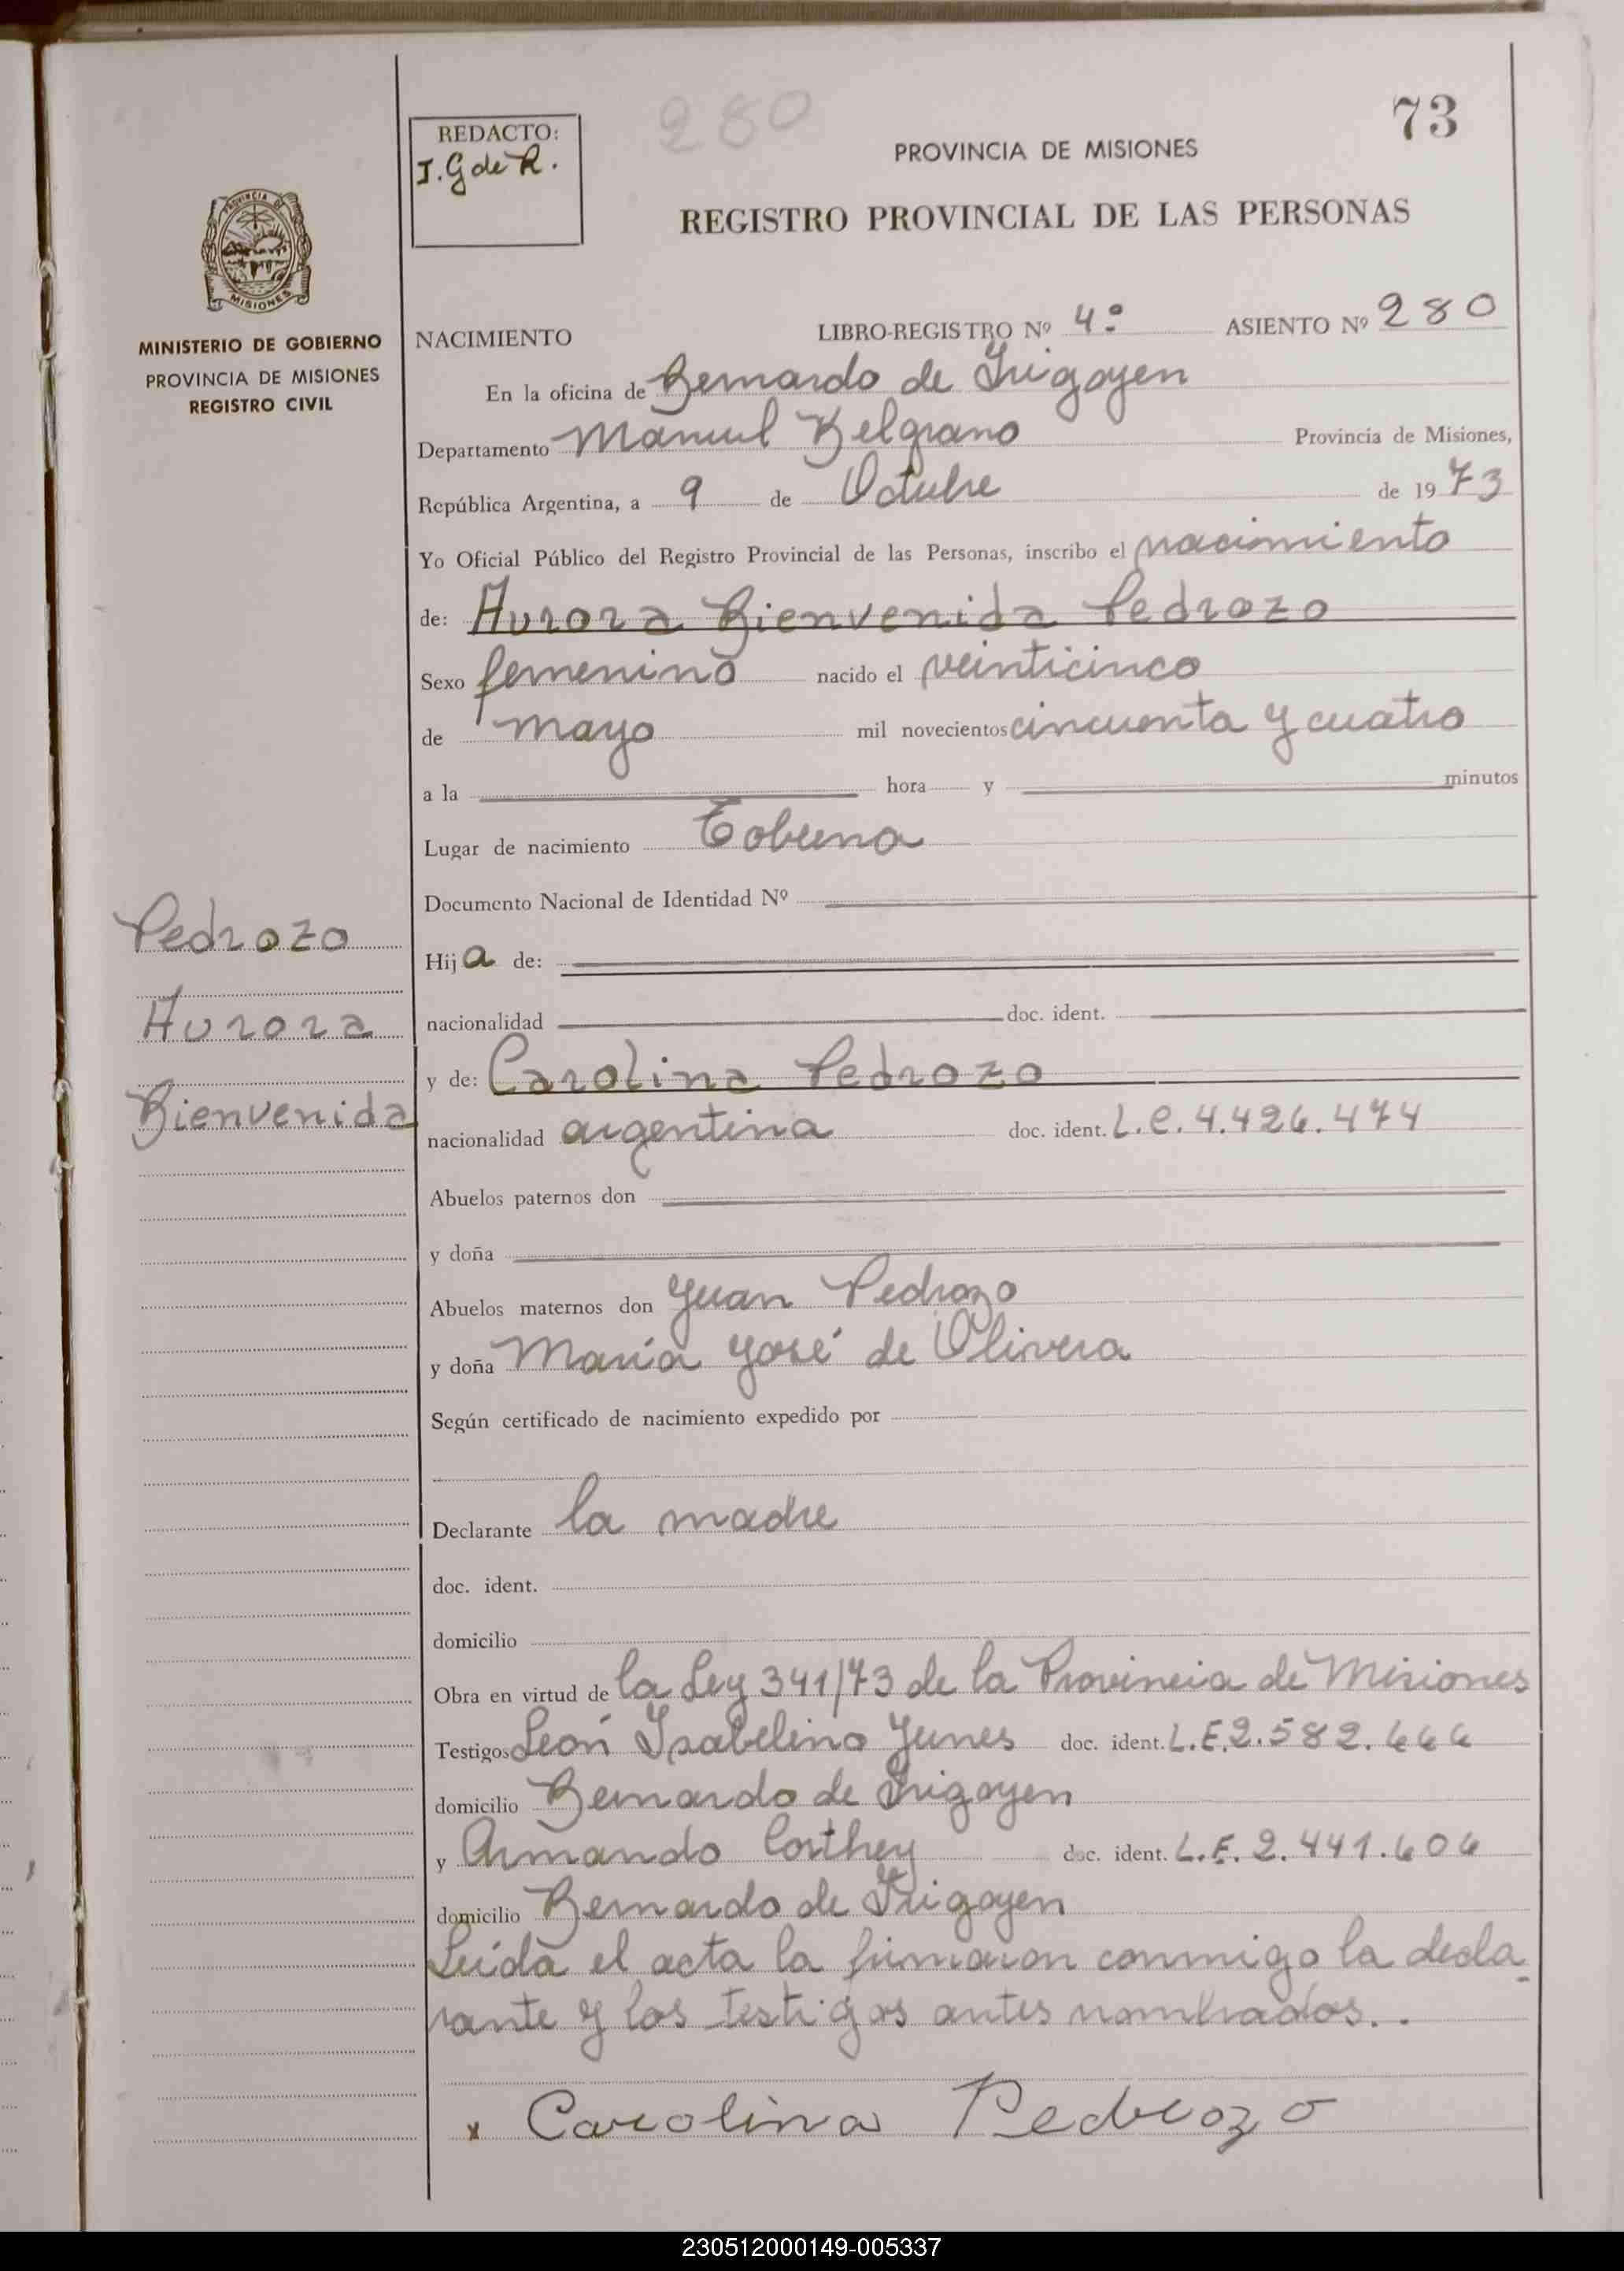 280
73
REDACTO:
J. G de R.
PROVINCIA DE MISIONES
REGISTRO PROVINCIAL DE LAS PERSONAS
PROVINCIA DE MISIONES
MINISTERIO DE GOBIERNO
PROVINCIA DE MISIONES
REGISTRO CIVIL
NACIMIENTO LIBRO-REGISTRO Nº 4º ASIENTO Nº 280
En la oficina de Bernardo de Irigoyen
Departamento Manuel Belgrano Provincia de Misiones,
República Argentina, a 9 de Octubre de 1973
Yo Oficial Público del Registro Provincial de las Personas, inscribo el nacimiento
de: Aurora Bienvenida Pedrozo
Sexo femenino nacido el veinticinco
de mayo mil novecientos cincuenta y cuatro
a la hora y minutos
Lugar de nacimiento Tobuna
Documento Nacional de Identidad Nº
Pedrozo
Aurora
Bienvenida
Hija de:
nacionalidad doc. ident.
y de: Carolina Pedrozo
nacionalidad argentina doc. ident. L.C. 4.426.474
Abuelos paternos don
y doña
Abuelos maternos don Juan Pedrozo
y doña María José de Olivera
Según certificado de nacimiento expedido por
Declarante la madre
doc. ident.
domicilio
Obra en virtud de la Ley 341/73 de la Provincia de Misiones
Testigos León Isabelino Yunes doc. ident. L.E. 2.582.666
domicilio Bernardo de Irigoyen
y Armando Corthey doc. ident. L.E. 2.441.606
domicilio Bernardo de Irigoyen
Leída el acta la firmaron conmigo la decla
rante y los testigos antes nombrados..
x Carolina Pedrozo
230512000149-005337